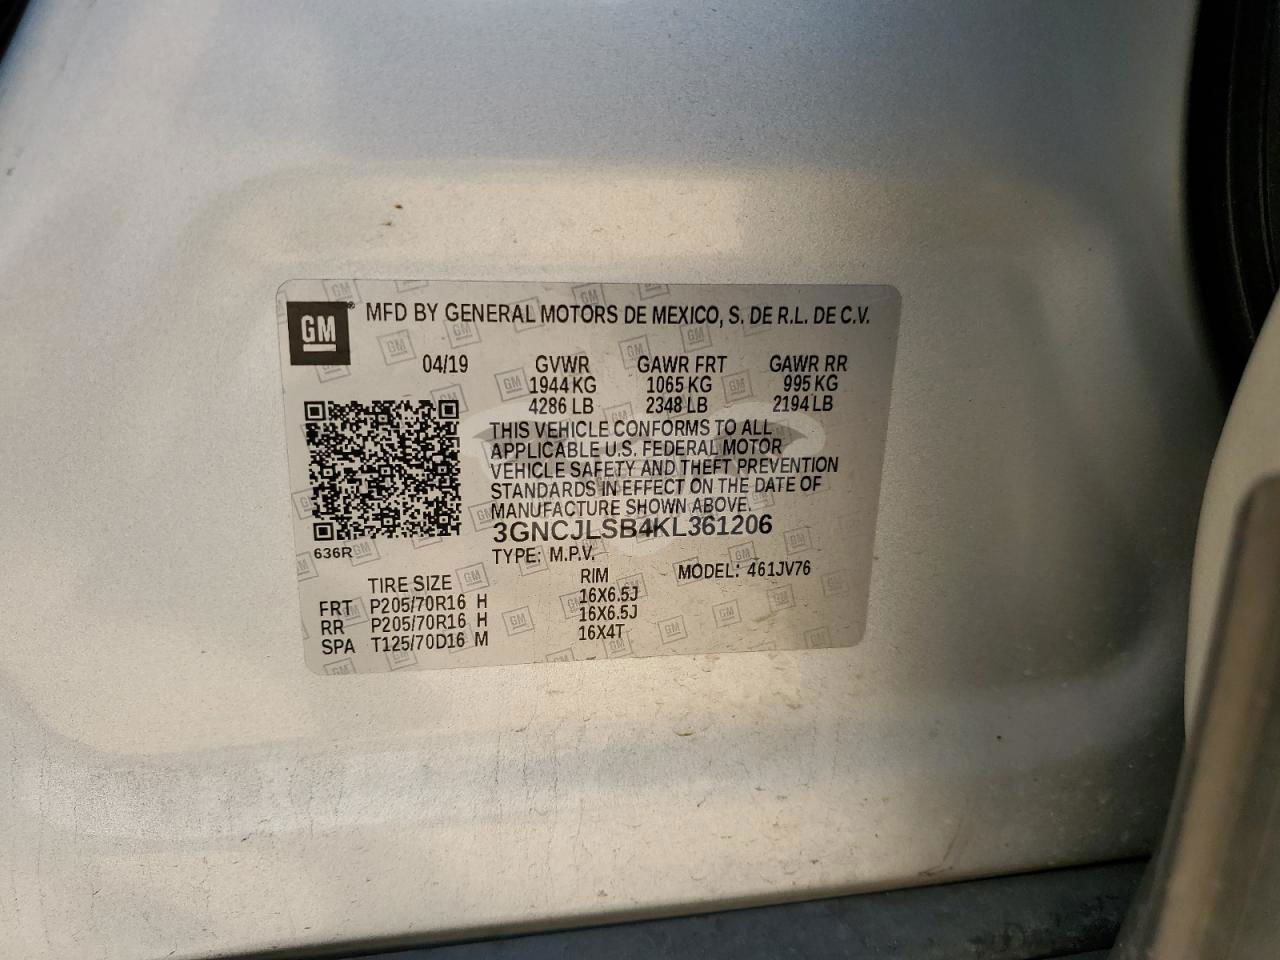 GM ® MFD BY GENERAL MOTORS DE MEXICO, S. DE R.L. DE C.V.
04/19 GVWR GAWR FRT GAWR RR
1944 KG 1065 KG 995 KG
4286 LB 2348 LB 2194 LB
THIS VEHICLE CONFORMS TO ALL
APPLICABLE U.S. FEDERAL MOTOR
VEHICLE SAFETY AND THEFT PREVENTION
STANDARDS IN EFFECT ON THE DATE OF
MANUFACTURE SHOWN ABOVE.
3GNCJLSB4KL361206
636R TYPE: M.P.V.
TIRE SIZE RIM MODEL: 461JV76
FRT P205/70R16 H 16X6.5J
RR P205/70R16 H 16X6.5J
SPA T125/70D16 M 16X4T